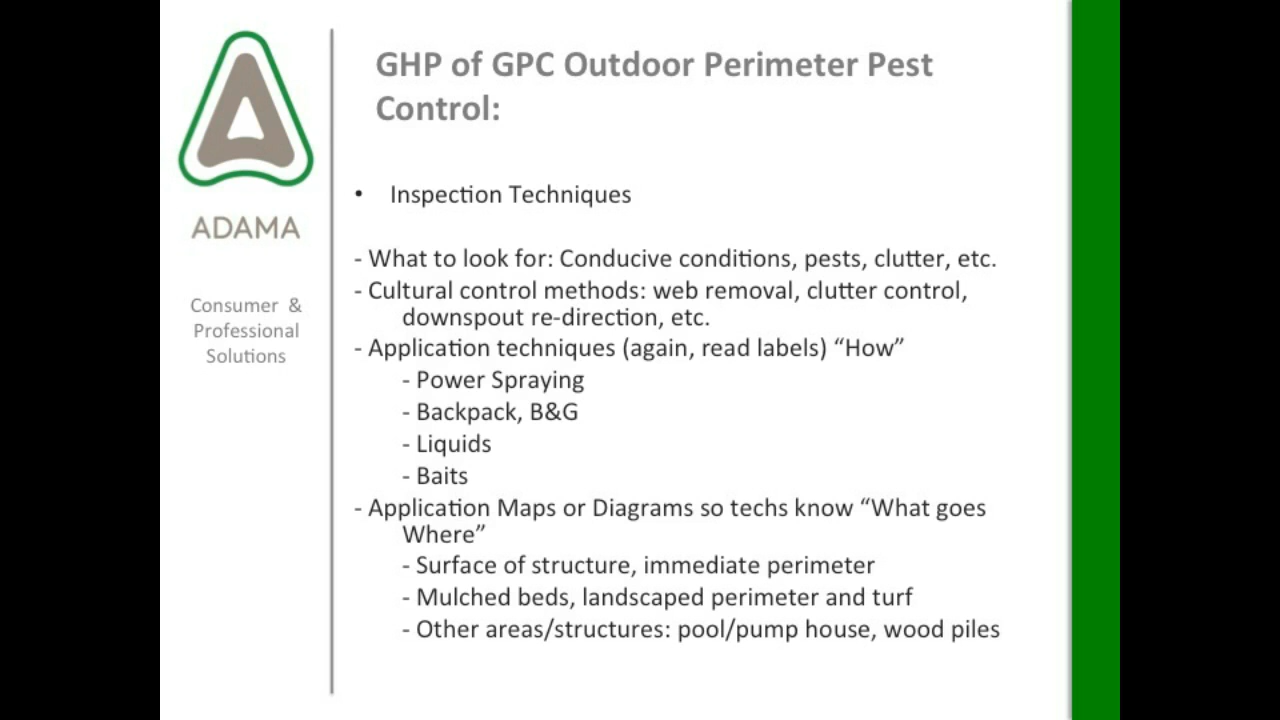 ADAMA
Consumer &
Professional
Solutions
GHP of GPC Outdoor Perimeter Pest
Control:
• Inspection Techniques
- What to look for: Conducive conditions, pests, clutter, etc.
- Cultural control methods: web removal, clutter control,
downspout re-direction, etc.
- Application techniques (again, read labels) “How”
- Power Spraying
- Backpack, B&G
- Liquids
- Baits
- Application Maps or Diagrams so techs know “What goes
Where”
- Surface of structure, immediate perimeter
- Mulched beds, landscaped perimeter and turf
- Other areas/structures: pool/pump house, wood piles